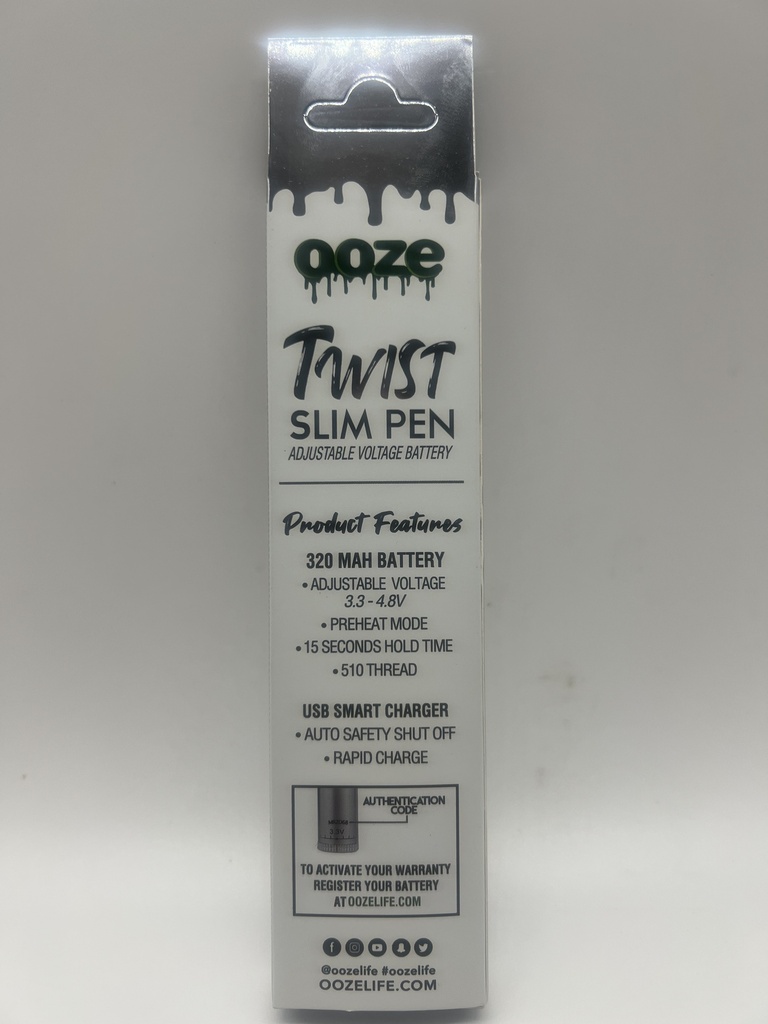 ooze
TWIST
SLIM PEN
ADJUSTABLE VOLTAGE BATTERY
Product Features
320 MAH BATTERY
• ADJUSTABLE VOLTAGE
3.3 - 4.8V
• PREHEAT MODE
• 15 SECONDS HOLD TIME
• 510 THREAD
USB SMART CHARGER
• AUTO SAFETY SHUT OFF
• RAPID CHARGE
AUTHENTICATION
CODE
TO ACTIVATE YOUR WARRANTY
REGISTER YOUR BATTERY
AT OOZELIFE.COM
@oozelife #oozelife
OOZELIFE.COM